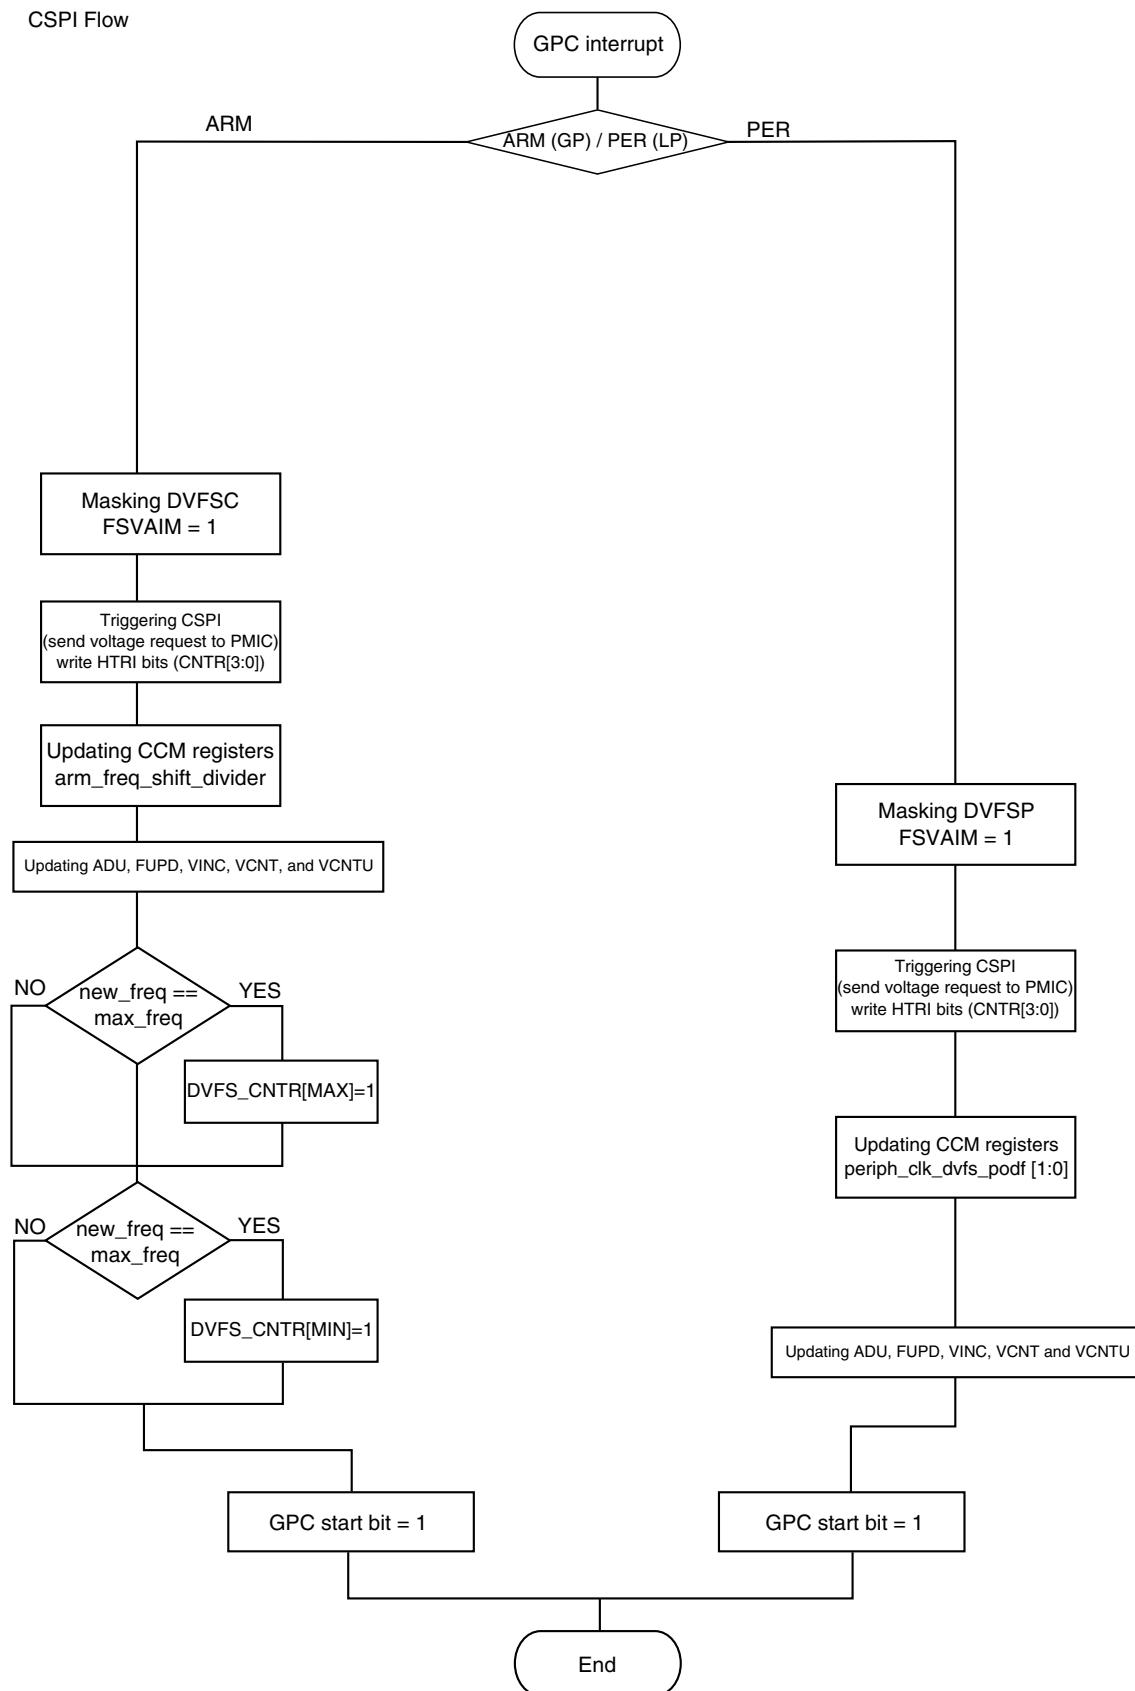 CSPI Flow
GPC interrupt
ARM
ARM (GP) / PER (LP)
PER
Masking DVFSC
FSVAIM = 1
Triggering CSPI
(send voltage request to PMIC)
write HTRI bits (CNTR[3:0])
Updating CCM registers
arm_freq_shift_divider
Updating ADU, FUPD, VINC, VCNT, and VCNTU
NO
new_freq ==
max_freq
YES
DVFS_CNTR[MAX]=1
NO
new_freq ==
max_freq
YES
DVFS_CNTR[MIN]=1
GPC start bit = 1
Masking DVFSP
FSVAIM = 1
Triggering CSPI
(send voltage request to PMIC)
write HTRI bits (CNTR[3:0])
Updating CCM registers
periph_clk_dvfs_podf [1:0]
Updating ADU, FUPD, VINC, VCNT and VCNTU
GPC start bit = 1
End